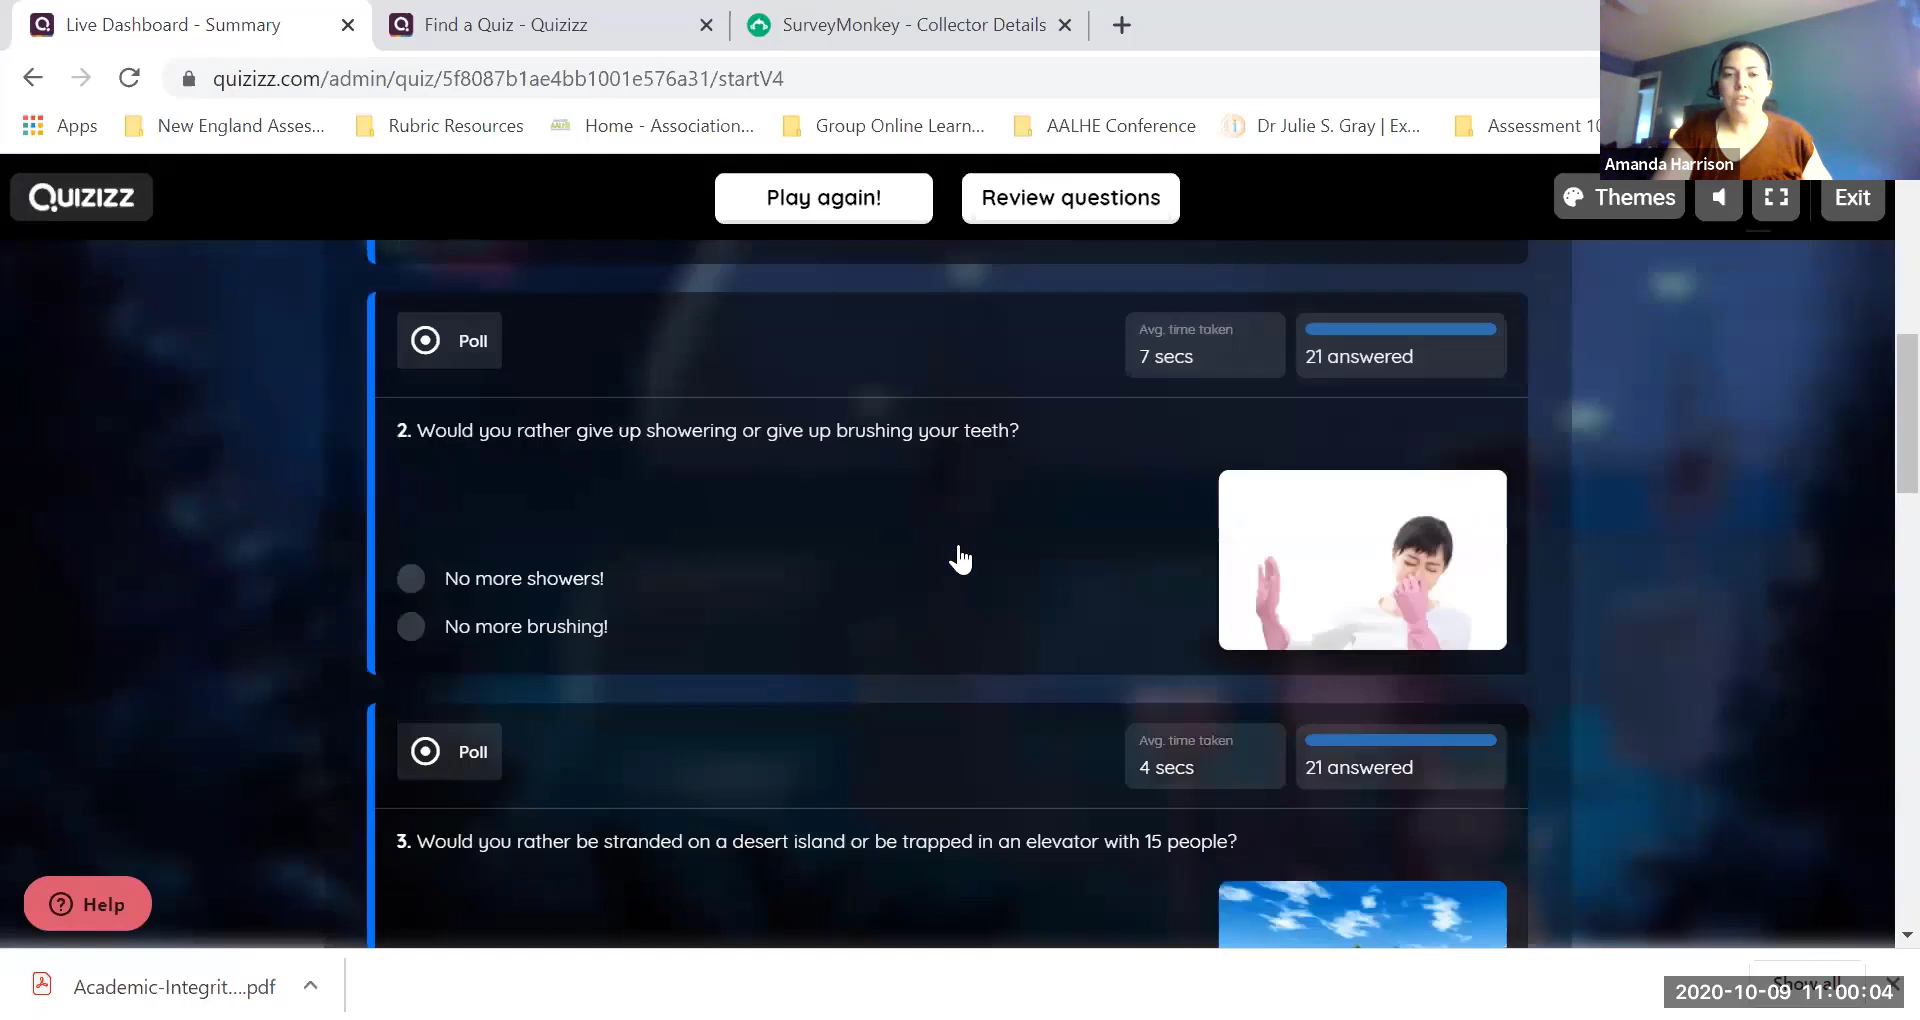 Live Dashboard - Summary
Find a Quiz - Quizizz
SurveyMonkey - Collector Details
quizizz.com/admin/quiz/5f8087b1ae4bb1001e576a31/startV4
Apps
New England Asses...
Rubric Resources
Home - Association...
Group Online Learn...
AALHE Conference
Dr Julie S. Gray | Ex...
Assessment 10
Amanda Harrison
Quizizz
Play again!
Review questions
Themes
Exit
Poll
Avg. time taken
7 secs
21 answered
2. Would you rather give up showering or give up brushing your teeth?
No more showers!
No more brushing!
Poll
Avg. time taken
4 secs
21 answered
3. Would you rather be stranded on a desert island or be trapped in an elevator with 15 people?
Help
Academic-Integrit....pdf
Show all
2020-10-09 11:00:04